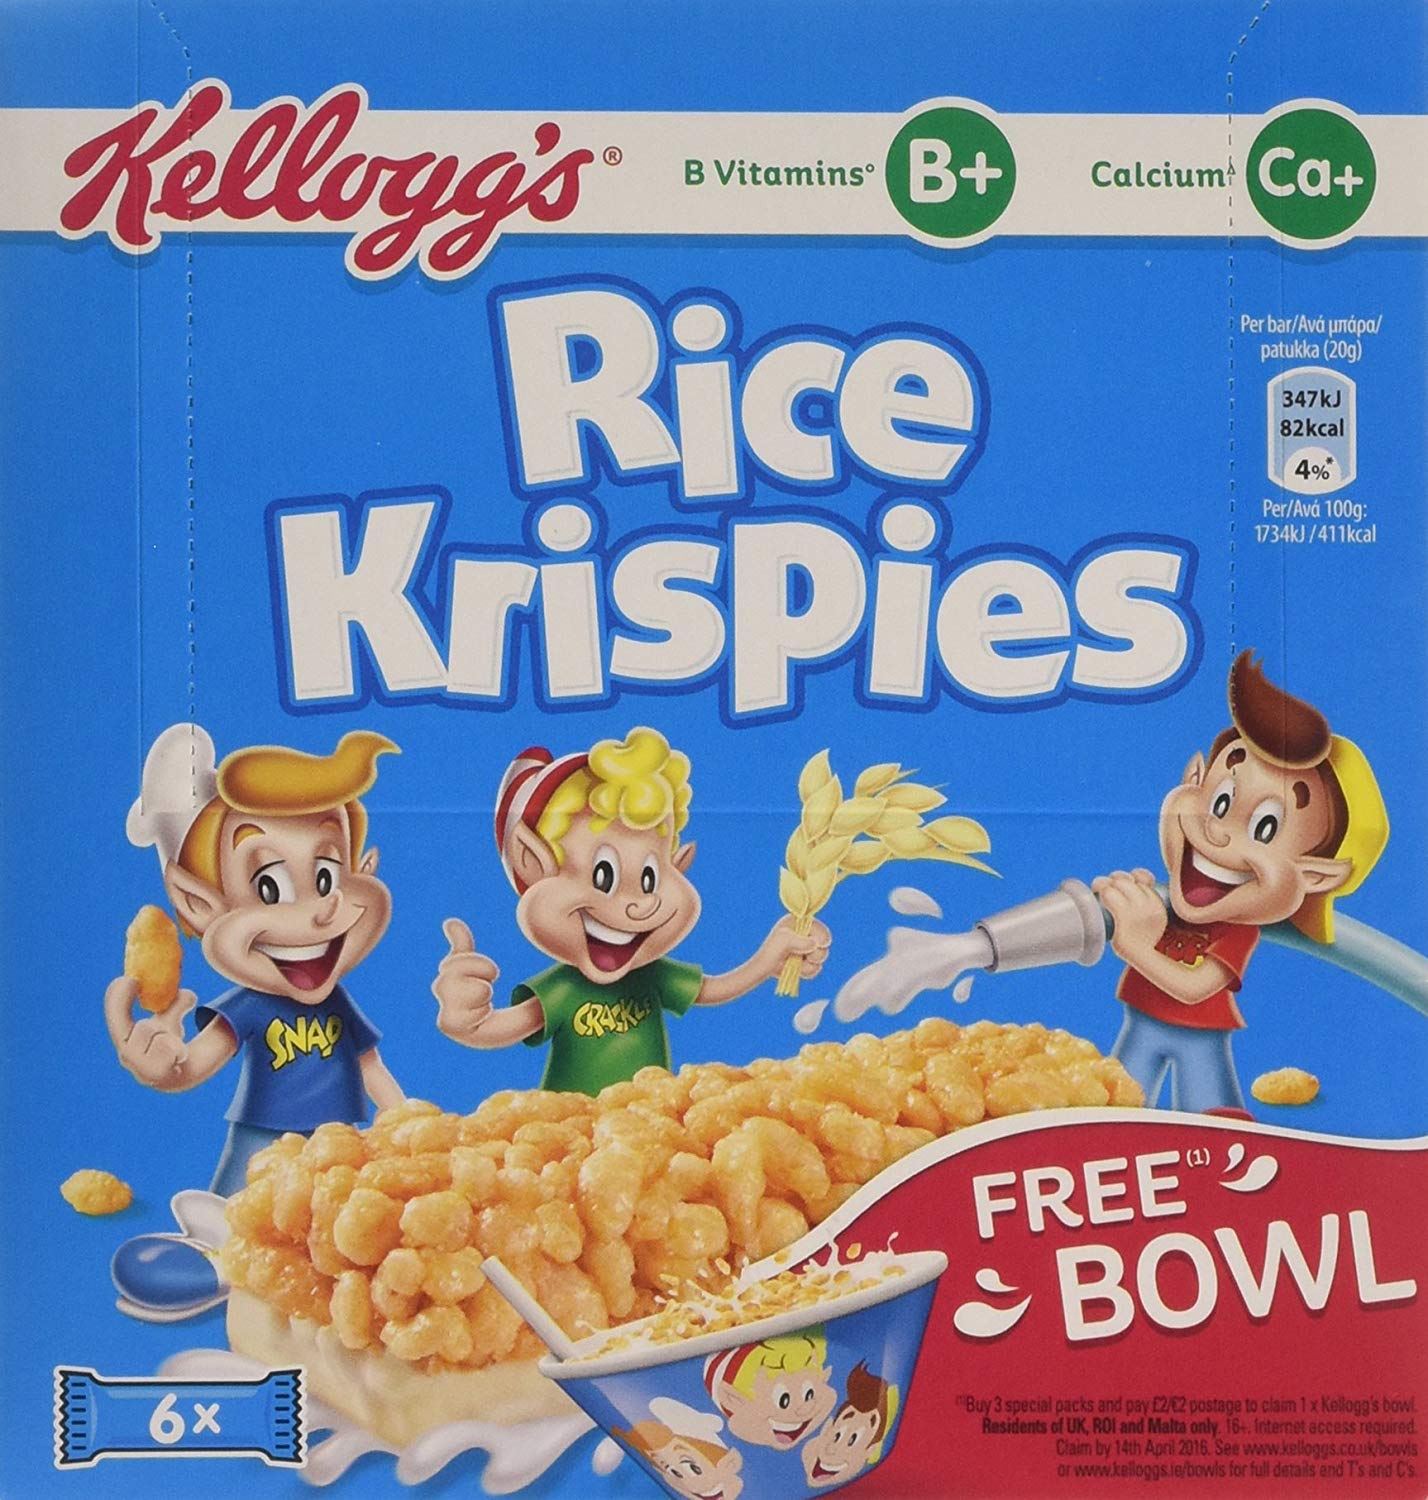 Kellogg's®
B Vitamins° B+
Calcium^ Ca+
Rice
Krispies
Per bar/Ανά μπάρα/
patukka (20g)
347kJ
82kcal
4%*
Per/Ανά 100g:
1734kJ / 411kcal
SNAP
CRACKLE
POP
FREE(1)
BOWL
6x
(1)Buy 3 special packs and pay £2/€2 postage to claim 1 x Kellogg's bowl.
Residents of UK, ROI and Malta only. 16+. Internet access required.
Claim by 14th April 2016. See www.kelloggs.co.uk/bowls
or www.kelloggs.ie/bowls for full details and T's and C's.